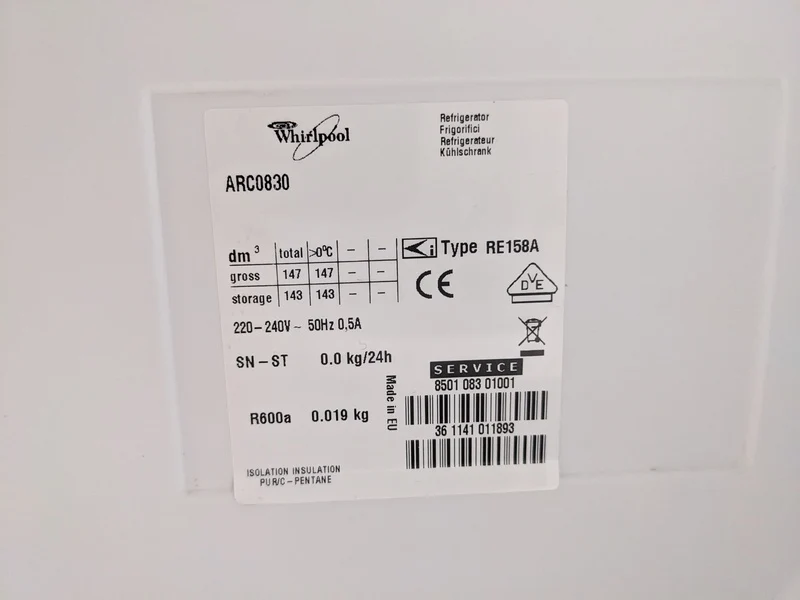 Whirlpool
Refrigerator
Frigorifici
Refrigerateur
Kühlschrank
ARC0830
dm³ total >0°C – –
gross 147 147 – –
storage 143 143 – –
i Type RE158A
CE
DVE
220–240V ~ 50Hz 0,5A
SN – ST 0.0 kg/24h
SERVICE
8501 083 01001
Made in EU
R600a 0.019 kg
36 1141 011893
ISOLATION INSULATION
PUR/C – PENTANE